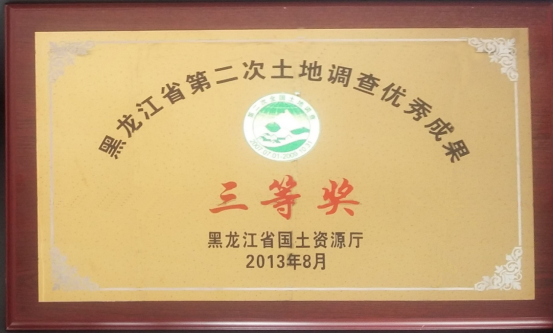 黑龙江省第二次土地调查优秀成果
三等奖
黑龙江省国土资源厅
2013年8月